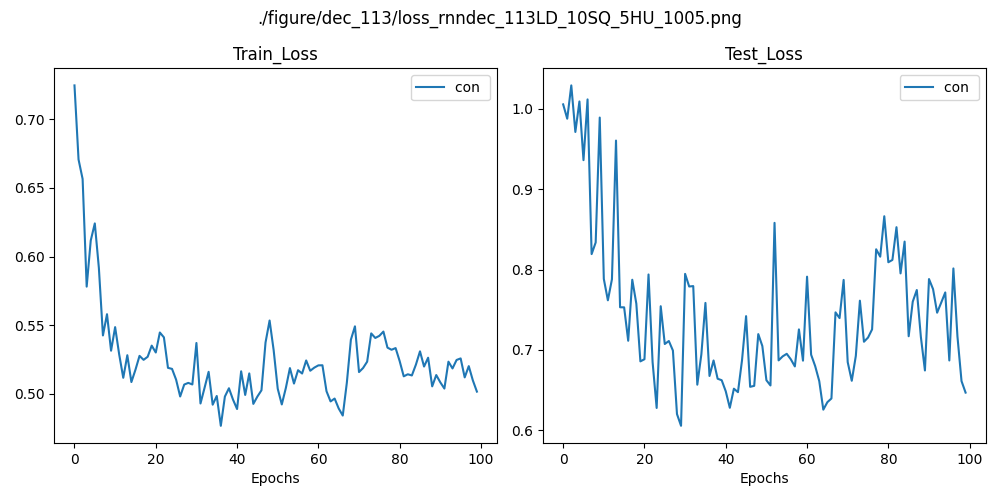 ./figure/dec_113/loss_rnndec_113LD_10SQ_5HU_1005.png
Train_Loss
con
0.70
0.65
0.60
0.55
0.50
0 20 40 60 80 100
Epochs
Test_Loss
con
1.0
0.9
0.8
0.7
0.6
0 20 40 60 80 100
Epochs